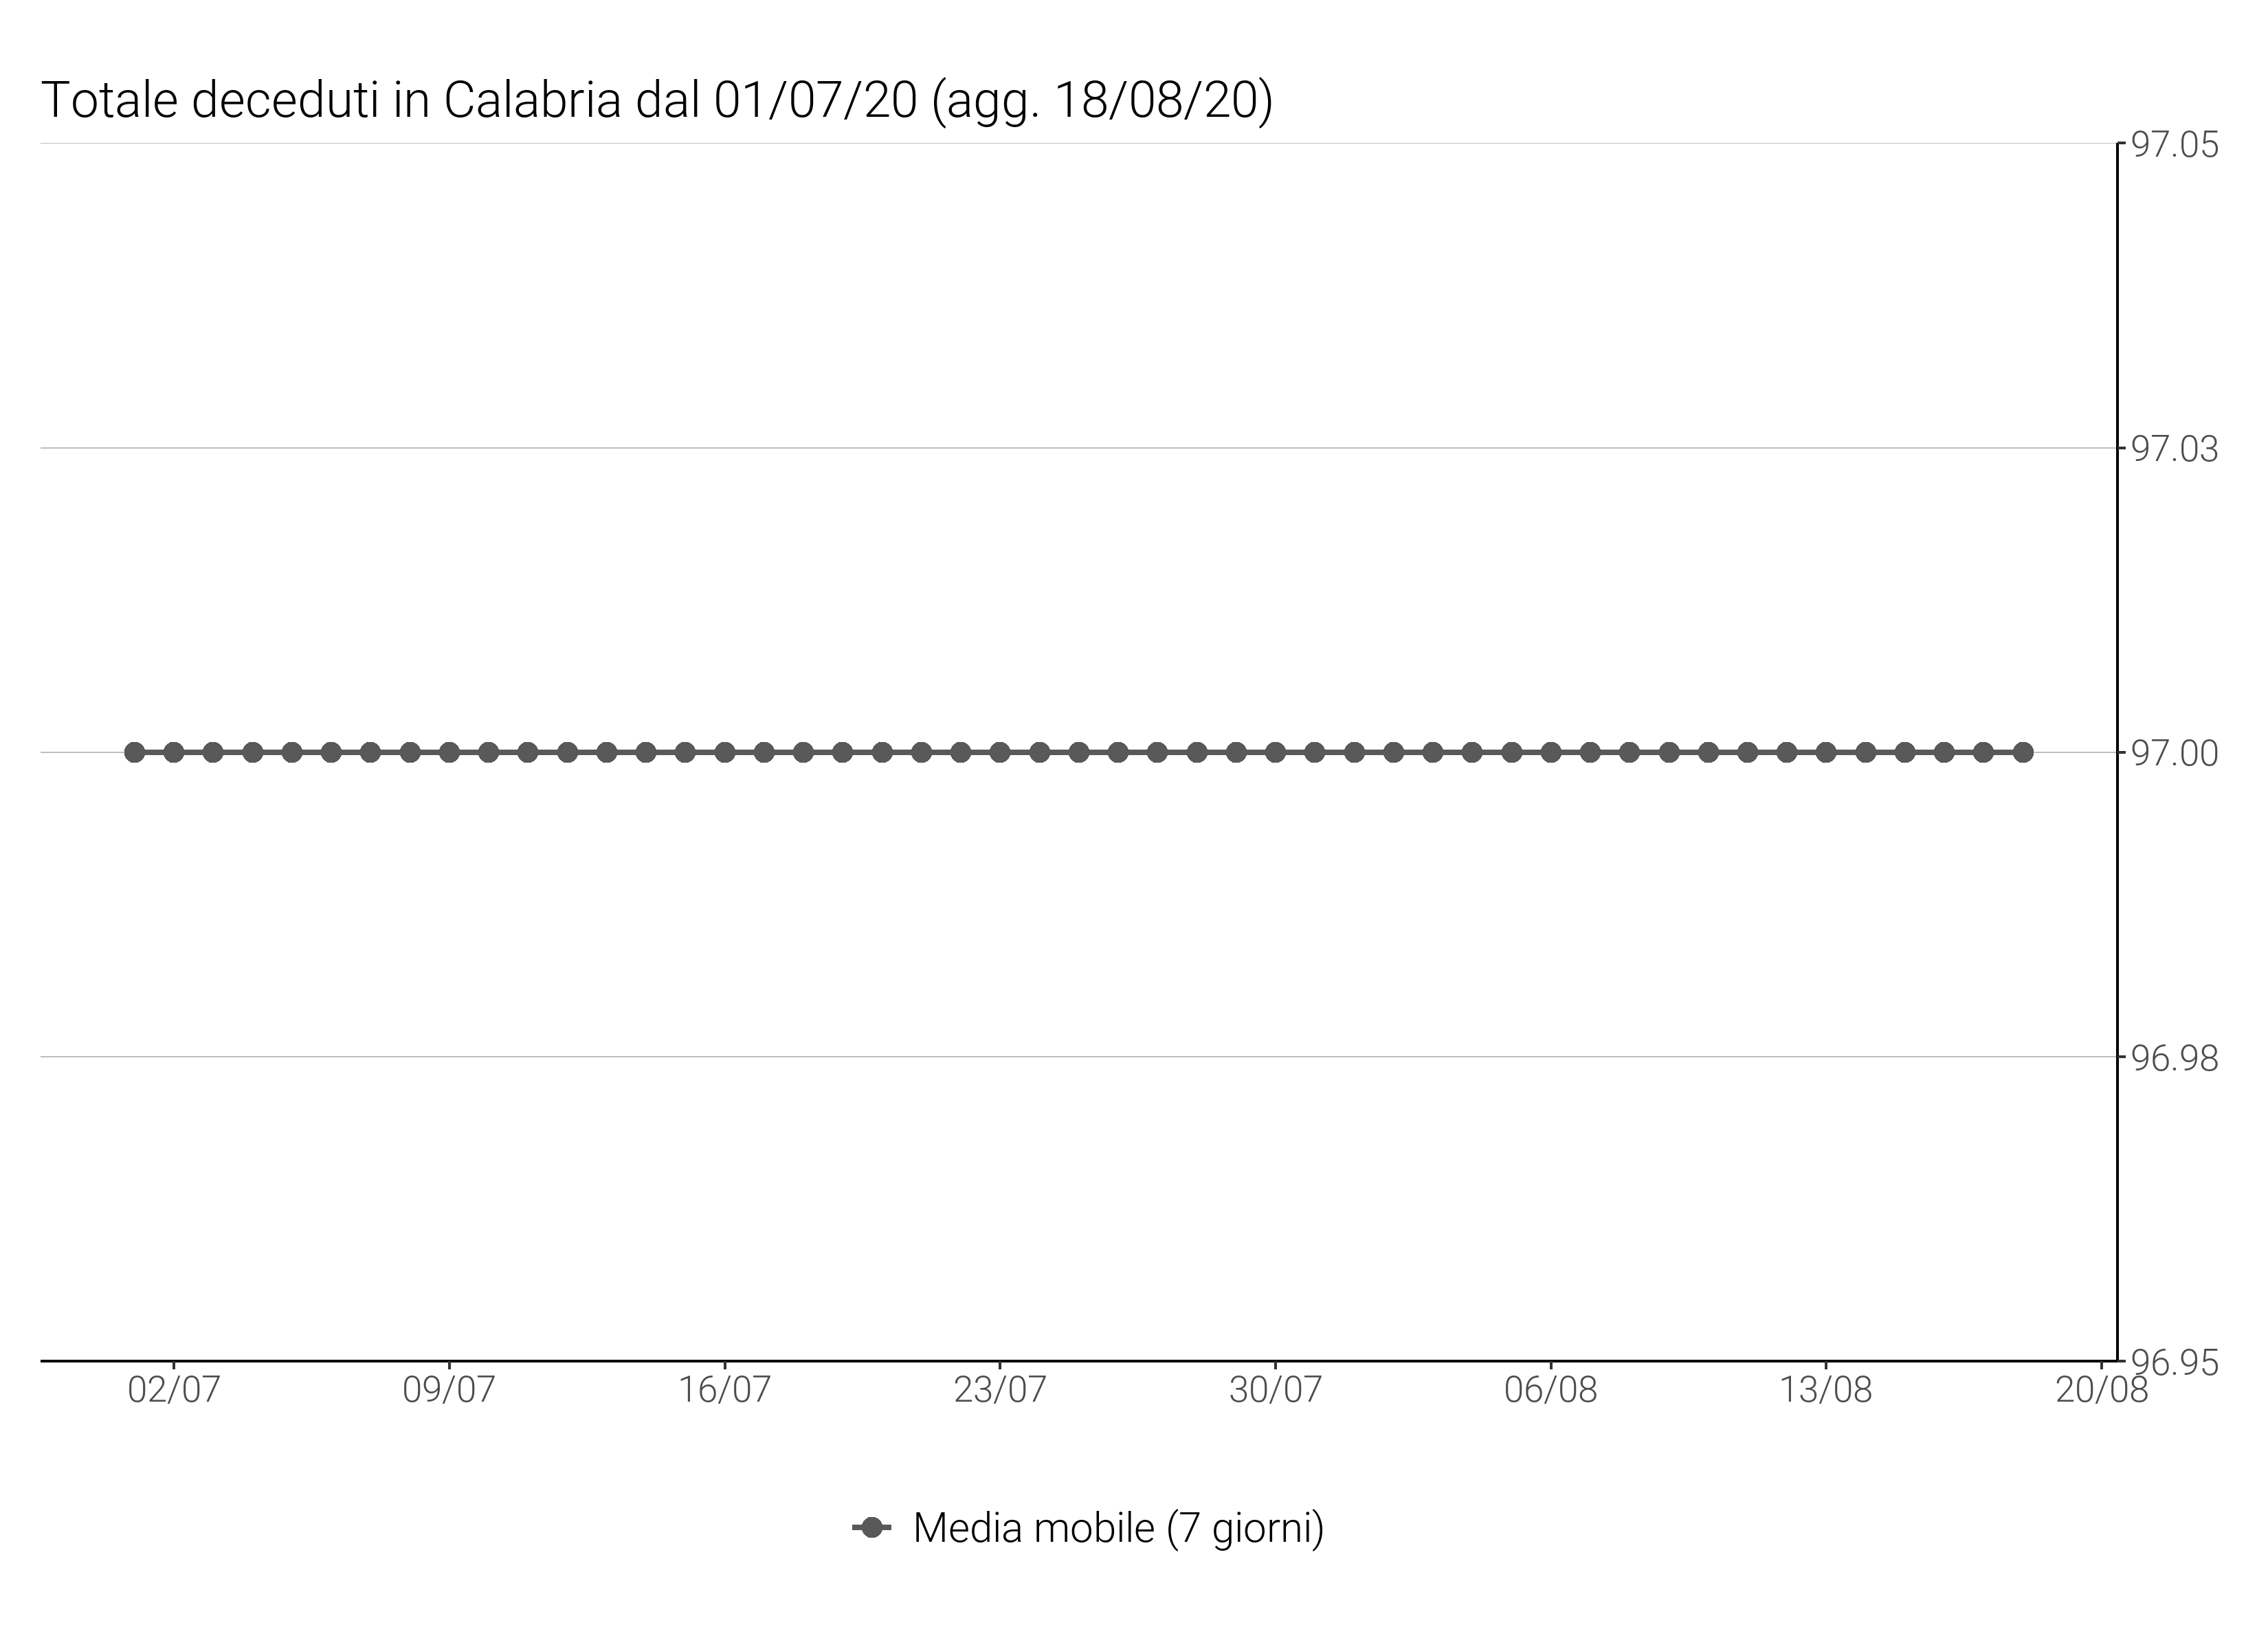 Totale deceduti in Calabria dal 01/07/20 (agg. 18/08/20)
97.05
97.03
97.00
96.98
96.95
02/07 09/07 16/07 23/07 30/07 06/08 13/08 20/08
Media mobile (7 giorni)